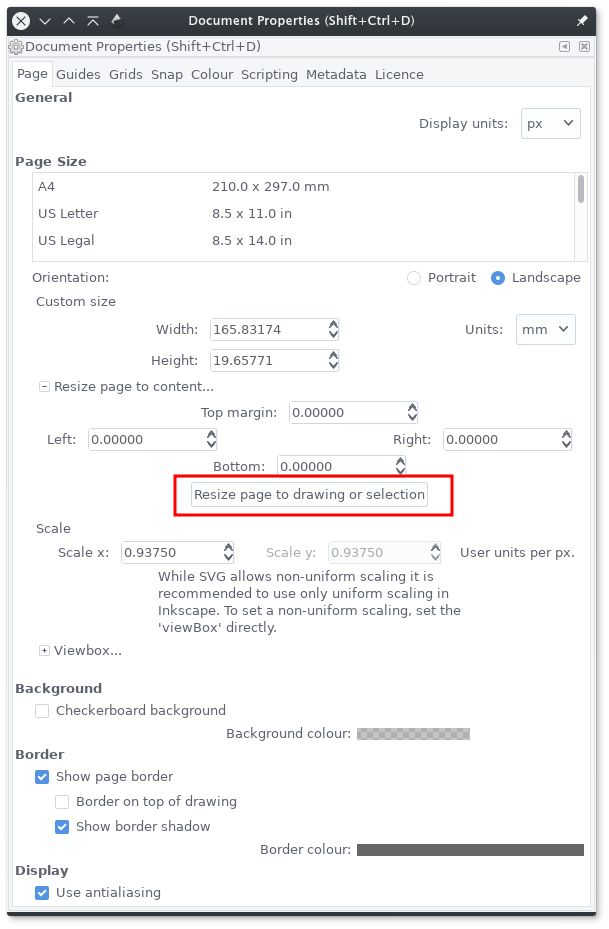 Document Properties (Shift+Ctrl+D)
Document Properties (Shift+Ctrl+D)
Page Guides Grids Snap Colour Scripting Metadata Licence
General
Display units: px
Page Size
A4 210.0 x 297.0 mm
US Letter 8.5 x 11.0 in
US Legal 8.5 x 14.0 in
Orientation: Portrait Landscape
Custom size
Width: 165.83174 Units: mm
Height: 19.65771
Resize page to content...
Top margin: 0.00000
Left: 0.00000 Right: 0.00000
Bottom: 0.00000
Resize page to drawing or selection
Scale
Scale x: 0.93750 Scale y: 0.93750 User units per px.
While SVG allows non-uniform scaling it is
recommended to use only uniform scaling in
Inkscape. To set a non-uniform scaling, set the
'viewBox' directly.
Viewbox...
Background
Checkerboard background
Background colour:
Border
Show page border
Border on top of drawing
Show border shadow
Border colour:
Display
Use antialiasing